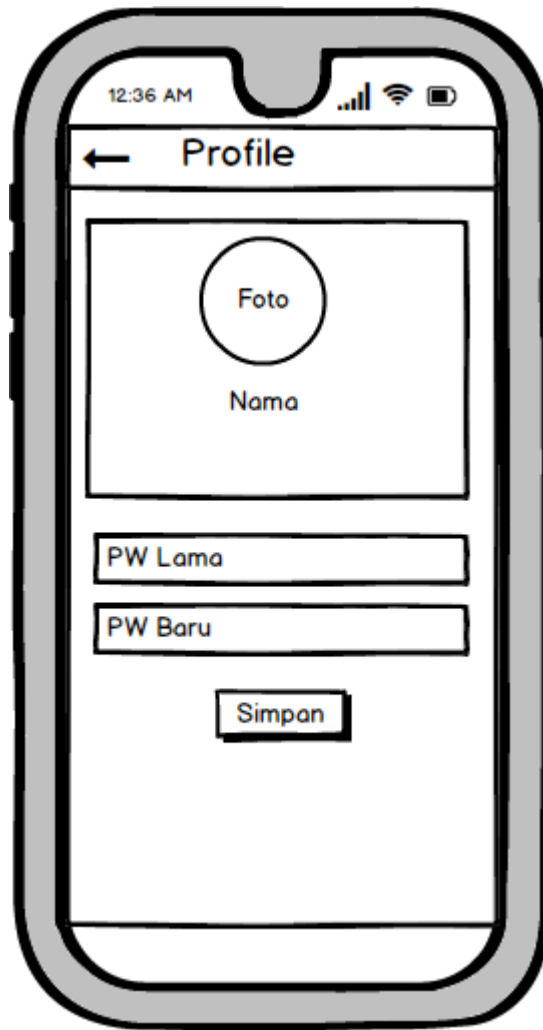 12:36 AM
Profile
Foto
Nama
PW Lama
PW Baru
Simpan